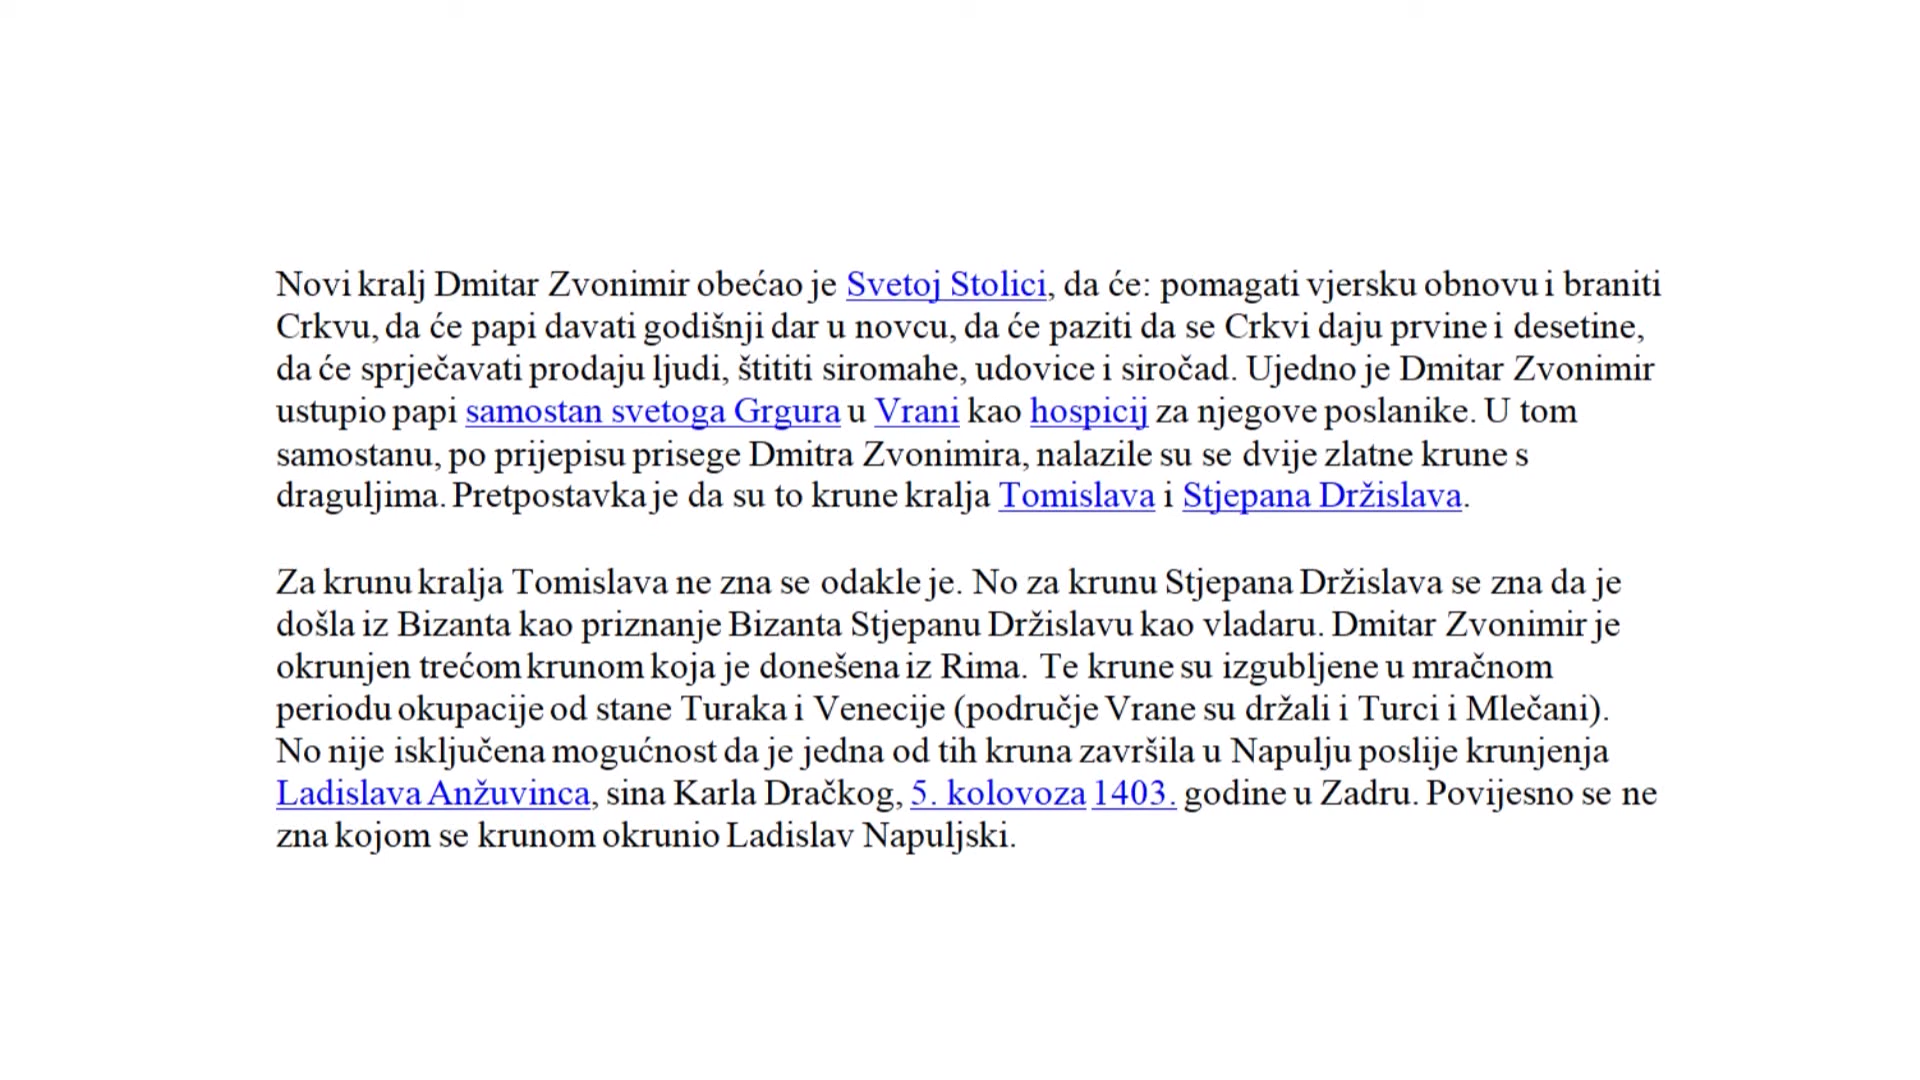 Novi kralj Dmitar Zvonimir obećao je Svetoj Stolici, da će: pomagati vjersku obnovu i braniti
Crkvu, da će papi davati godišnji dar u novcu, da će paziti da se Crkvi daju prvine i desetine,
da će sprječavati prodaju ljudi, štititi siromahe, udovice i siročad. Ujedno je Dmitar Zvonimir
ustupio papi samostan svetoga Grgura u Vrani kao hospicij za njegove poslanike. U tom
samostanu, po prijepisu prisege Dmitra Zvonimira, nalazile su se dvije zlatne krune s
draguljima. Pretpostavka je da su to krune kralja Tomislava i Stjepana Držislava.
Za krunu kralja Tomislava ne zna se odakle je. No za krunu Stjepana Držislava se zna da je
došla iz Bizanta kao priznanje Bizanta Stjepanu Držislavu kao vladaru. Dmitar Zvonimir je
okrunjen trećom krunom koja je donešena iz Rima. Te krune su izgubljene u mračnom
periodu okupacije od stane Turaka i Venecije (područje Vrane su držali i Turci i Mlečani).
No nije isključena mogućnost da je jedna od tih kruna završila u Napulju poslije krunjenja
Ladislava Anžuvinca, sina Karla Dračkog, 5. kolovoza 1403. godine u Zadru. Povijesno se ne
zna kojom se krunom okrunio Ladislav Napuljski.